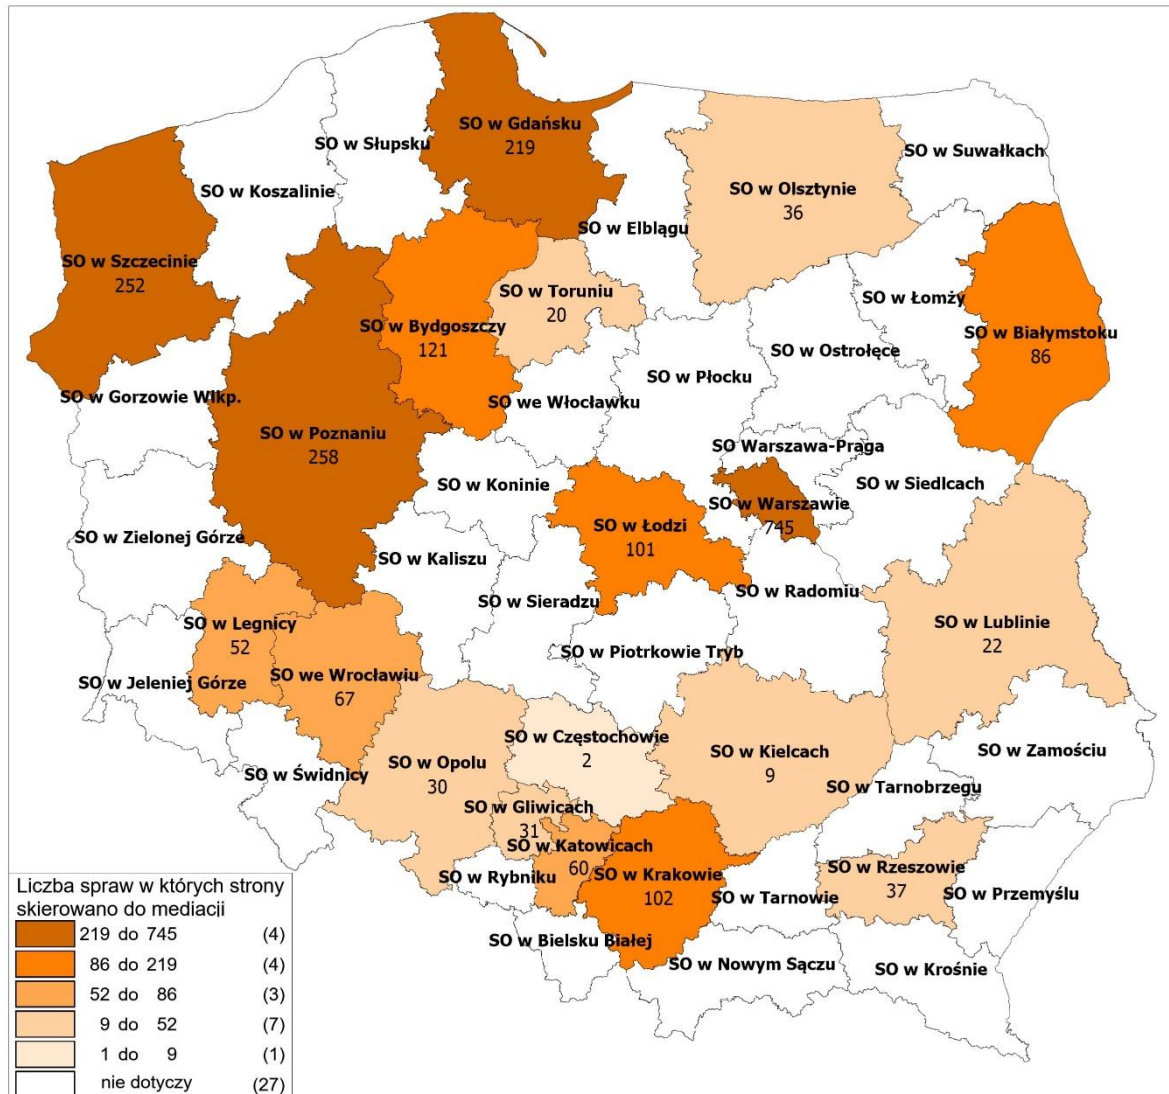 SO w Gdańsku
219
SO w Słupsku
SO w Suwałkach
SO w Koszalinie
SO w Olsztynie
36
SO w Elblągu
SO w Szczecinie
252
SO w Toruniu
20
SO w Łomży
SO w Bydgoszczy
121
SO w Białymstoku
86
SO w Ostrołęce
SO w Płocku
SO w Gorzowie Wlkp.
SO we Włocławku
SO w Poznaniu
258
SO Warszawa-Praga
SO w Koninie
SO w Siedlcach
SO w Warszawie
745
SO w Łodzi
101
SO w Zielonej Górze
SO w Kaliszu
SO w Radomiu
SO w Sieradzu
SO w Legnicy
52
SO w Lublinie
22
SO w Piotrkowie Tryb
SO we Wrocławiu
67
SO w Jeleniej Górze
SO w Częstochowie
2
SO w Kielcach
9
SO w Zamościu
SO w Opolu
30
SO w Świdnicy
SO w Tarnobrzegu
SO w Gliwicach
31
SO w Katowicach
60
SO w Rybniku
SO w Krakowie
102
SO w Rzeszowie
37
SO w Tarnowie
SO w Przemyślu
SO w Bielsku Białej
SO w Nowym Sączu
SO w Krośnie
Liczba spraw w których strony
skierowano do mediacji
219 do 745 (4)
86 do 219 (4)
52 do 86 (3)
9 do 52 (7)
1 do 9 (1)
nie dotyczy (27)